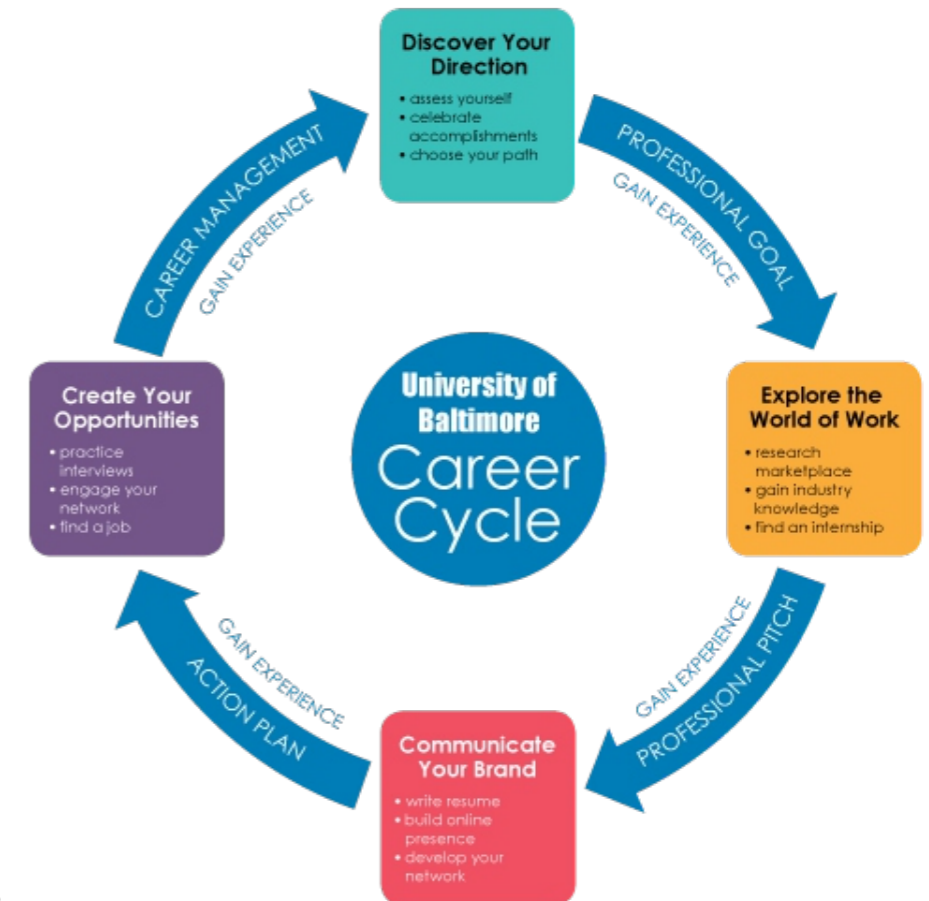 Discover Your
Direction
• assess yourself
• celebrate
accomplishments
• choose your path
PROFESSIONAL GOAL
GAIN EXPERIENCE
Explore the
World of Work
• research
marketplace
• gain industry
knowledge
• find an internship
PROFESSIONAL PITCH
GAIN EXPERIENCE
Communicate
Your Brand
• write resume
• build online
presence
• develop your
network
ACTION PLAN
GAIN EXPERIENCE
Create Your
Opportunities
• practice
interviews
• engage your
network
• find a job
CAREER MANAGEMENT
GAIN EXPERIENCE
University of
Baltimore
Career
Cycle